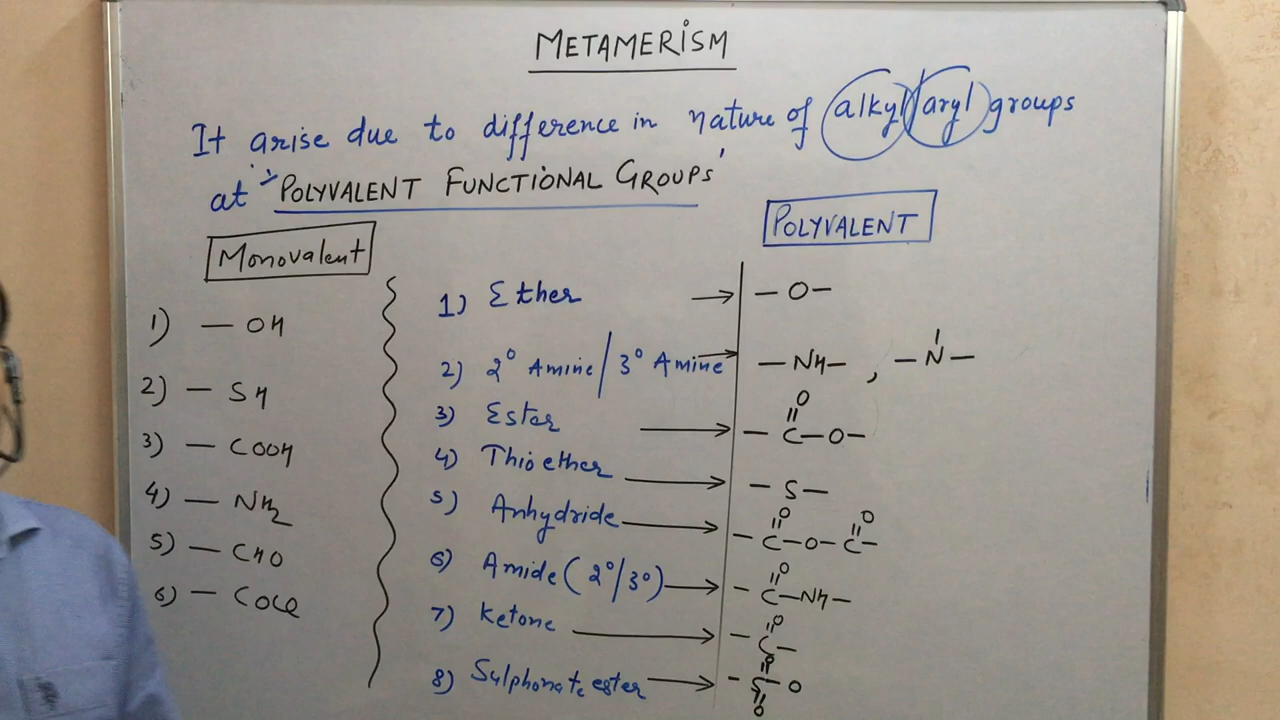 METAMERISM
It arise due to difference in nature of alkyl/aryl groups
at 'POLYVALENT FUNCTIONAL GROUPS'
Monovalent
1) — OH
2) — SH
3) — COOH
4) — NH2
5) — CHO
6) — COCl
POLYVALENT
1) Ether → — O —
2) 2° Amine / 3° Amine → — NH — , — N —
3) Ester → — C — O —
O
4) Thioether → — S —
5) Anhydride → — C — O — C —
O O
6) Amide (2°/3°) → — C — NH —
O
7) Ketone → — C —
O
8) Sulphonate ester → — S — O
O
O